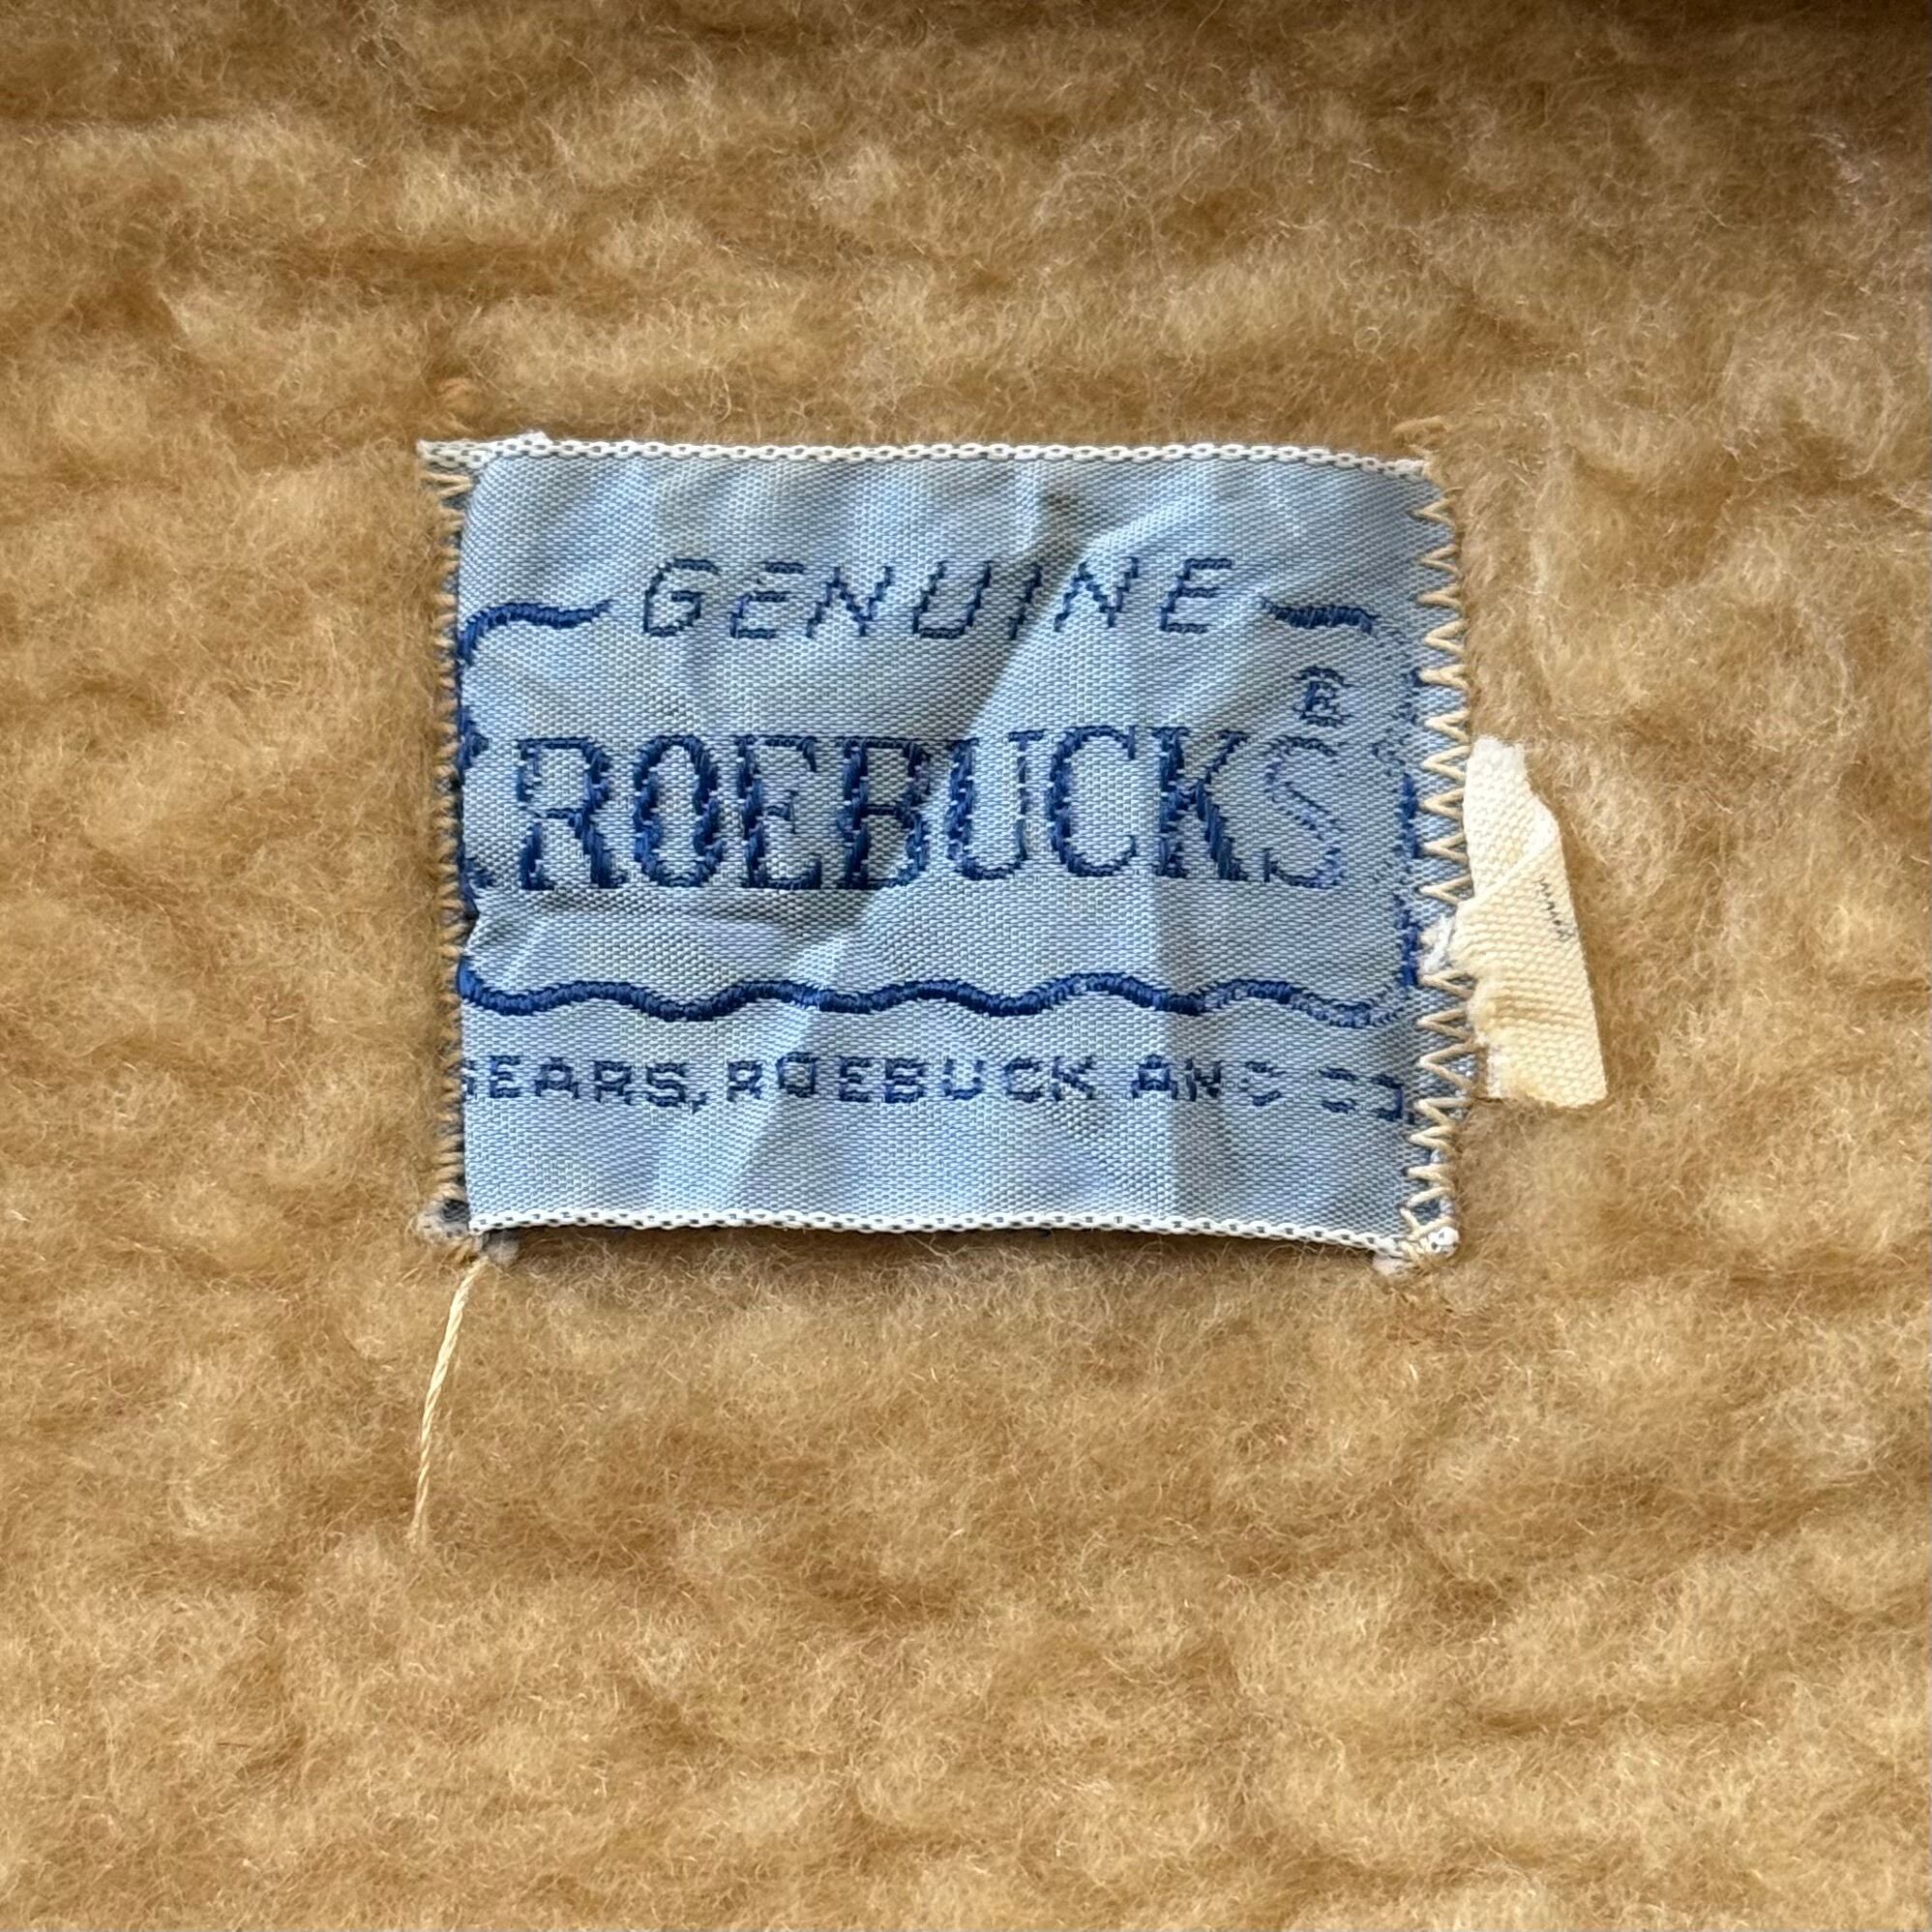 GENUINE
®
ROEBUCKS
SEARS, ROEBUCK AND CO.